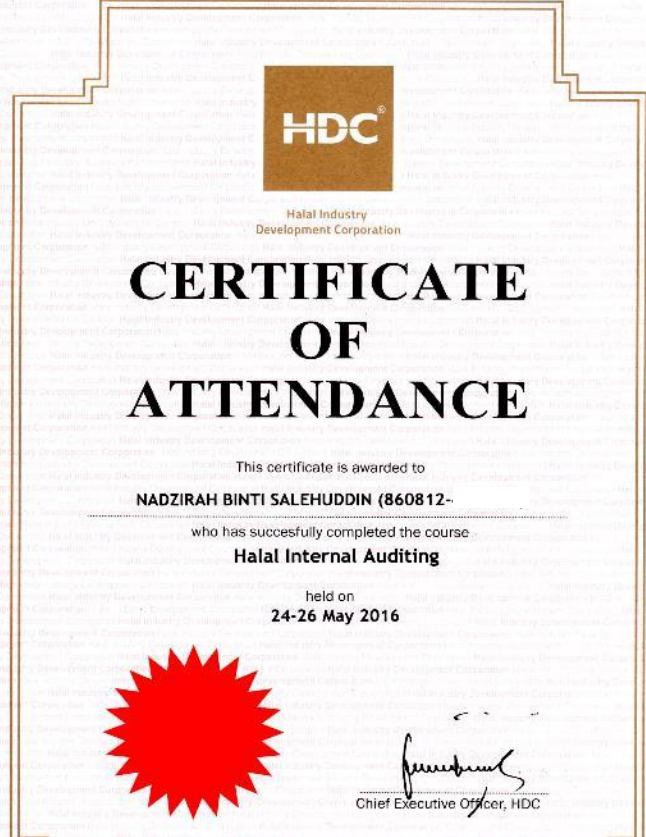 HDC®
Halal Industry
Development Corporation
CERTIFICATE
OF
ATTENDANCE
This certificate is awarded to
NADZIRAH BINTI SALEHUDDIN (860812-
who has succesfully completed the course
Halal Internal Auditing
held on
24-26 May 2016
Chief Executive Officer, HDC